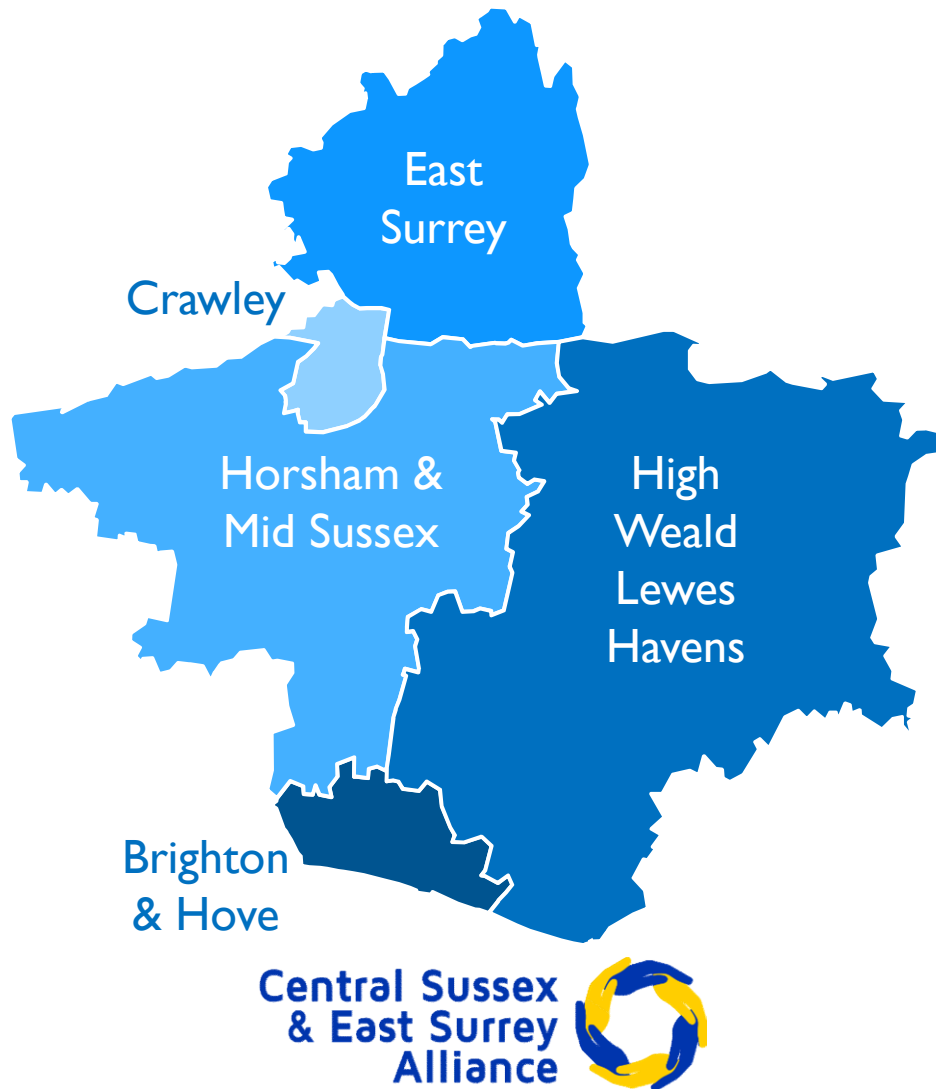 East
Surrey
Crawley
Horsham &
Mid Sussex
High
Weald
Lewes
Havens
Brighton
& Hove
Central Sussex
& East Surrey
Alliance